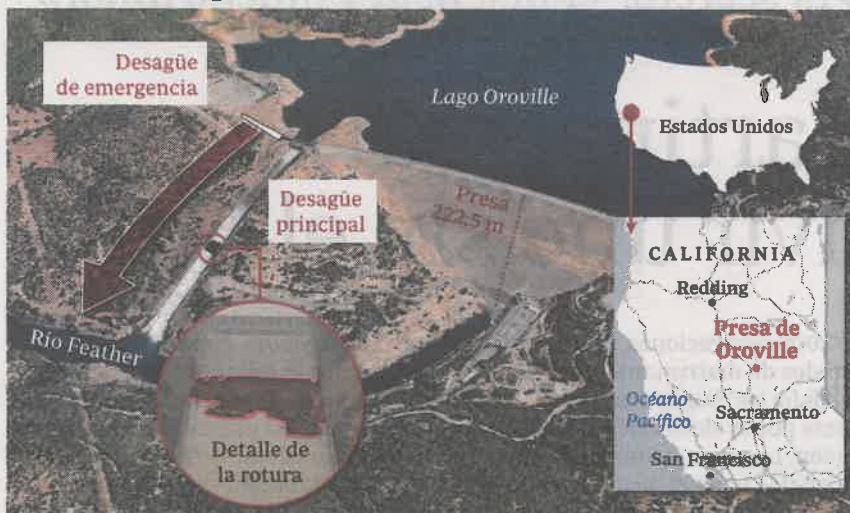 Desagüe
de emergencia
Lago Oroville
Estados Unidos
Desagüe
principal
Presa
222,5 m
CALIFORNIA
Redding
Presa de
Oroville
Río Feather
Océano
Pacífico
Sacramento
San Francisco
Detalle de
la rotura